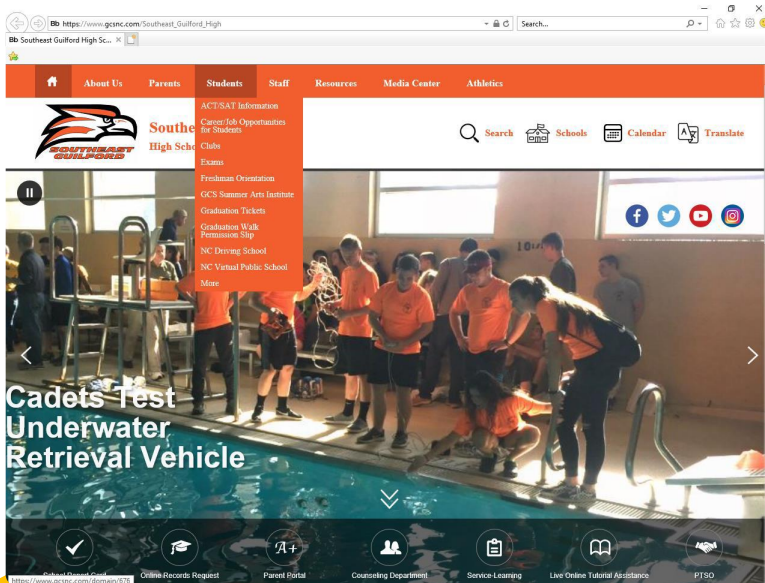 Bb https://www.gcsnc.com/Southeast_Guilford_High
Search...
Bb Southeast Guilford High Sc...
About Us Parents Students Staff Resources Media Center Athletics
ACT/SAT Information
Career/Job Opportunities
for Students
Clubs
Exams
Freshman Orientation
GCS Summer Arts Institute
Graduation Tickets
Graduation Walk
Permission Slip
NC Driving School
NC Virtual Public School
More
SOUTHEAST
GUILFORD
Southe
High Scho
Search Schools Calendar Translate
Cadets Test
Underwater
Retrieval Vehicle
School Report Card Online Records Request Parent Portal Counseling Department Service-Learning Live Online Tutorial Assistance PTSO
A+
https://www.gcsnc.com/domain/676